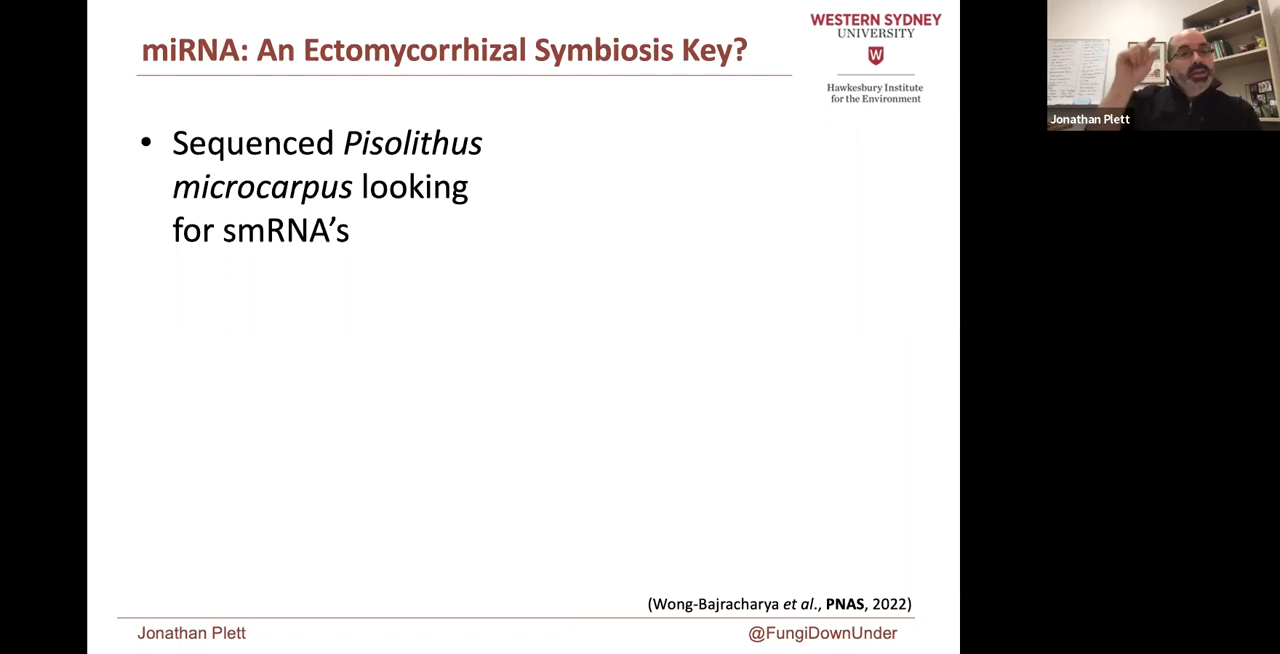 miRNA: An Ectomycorrhizal Symbiosis Key?
WESTERN SYDNEY
UNIVERSITY
W
Hawkesbury Institute
for the Environment
• Sequenced Pisolithus
microcarpus looking
for smRNA’s
(Wong-Bajracharya et al., PNAS, 2022)
Jonathan Plett
@FungiDownUnder
Jonathan Plett